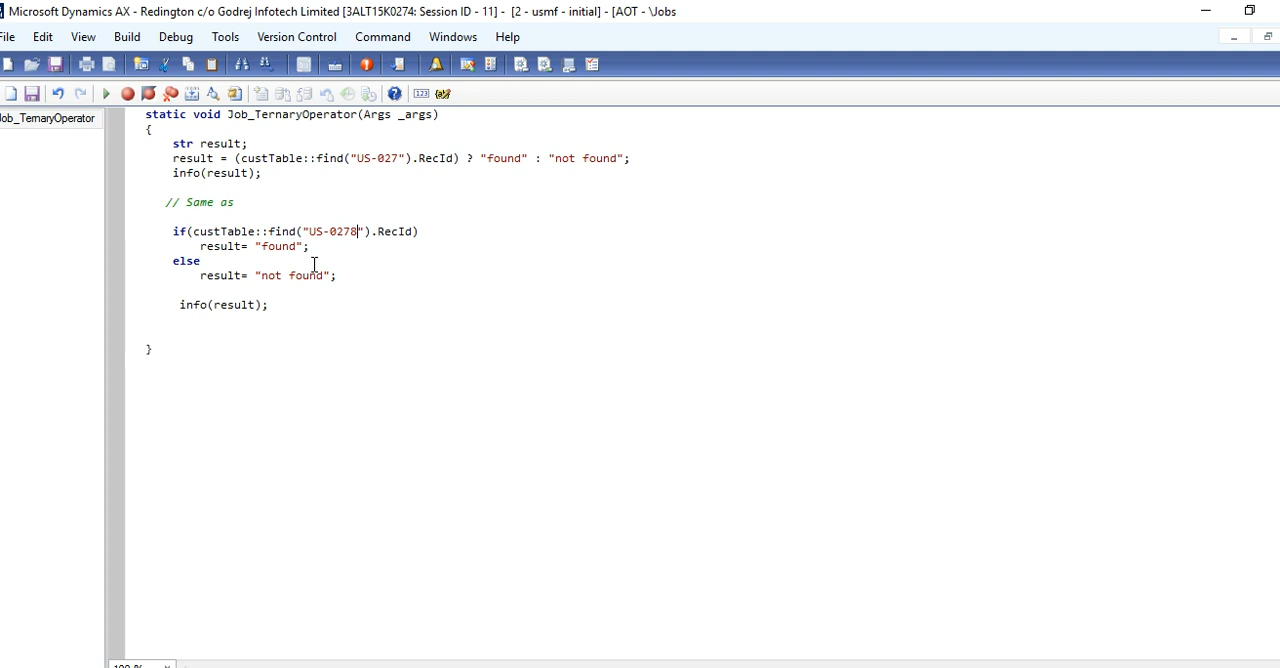 Microsoft Dynamics AX - Redington c/o Godrej Infotech Limited [3ALT15K0274: Session ID - 11] - [2 - usmf - initial] - [AOT - \Jobs
File Edit View Build Debug Tools Version Control Command Windows Help
Job_TernaryOperator
static void Job_TernaryOperator(Args _args)
{
str result;
result = (custTable::find("US-027").RecId) ? "found" : "not found";
info(result);
// Same as
if(custTable::find("US-0278").RecId)
result= "found";
else
result= "not found";
info(result);
}